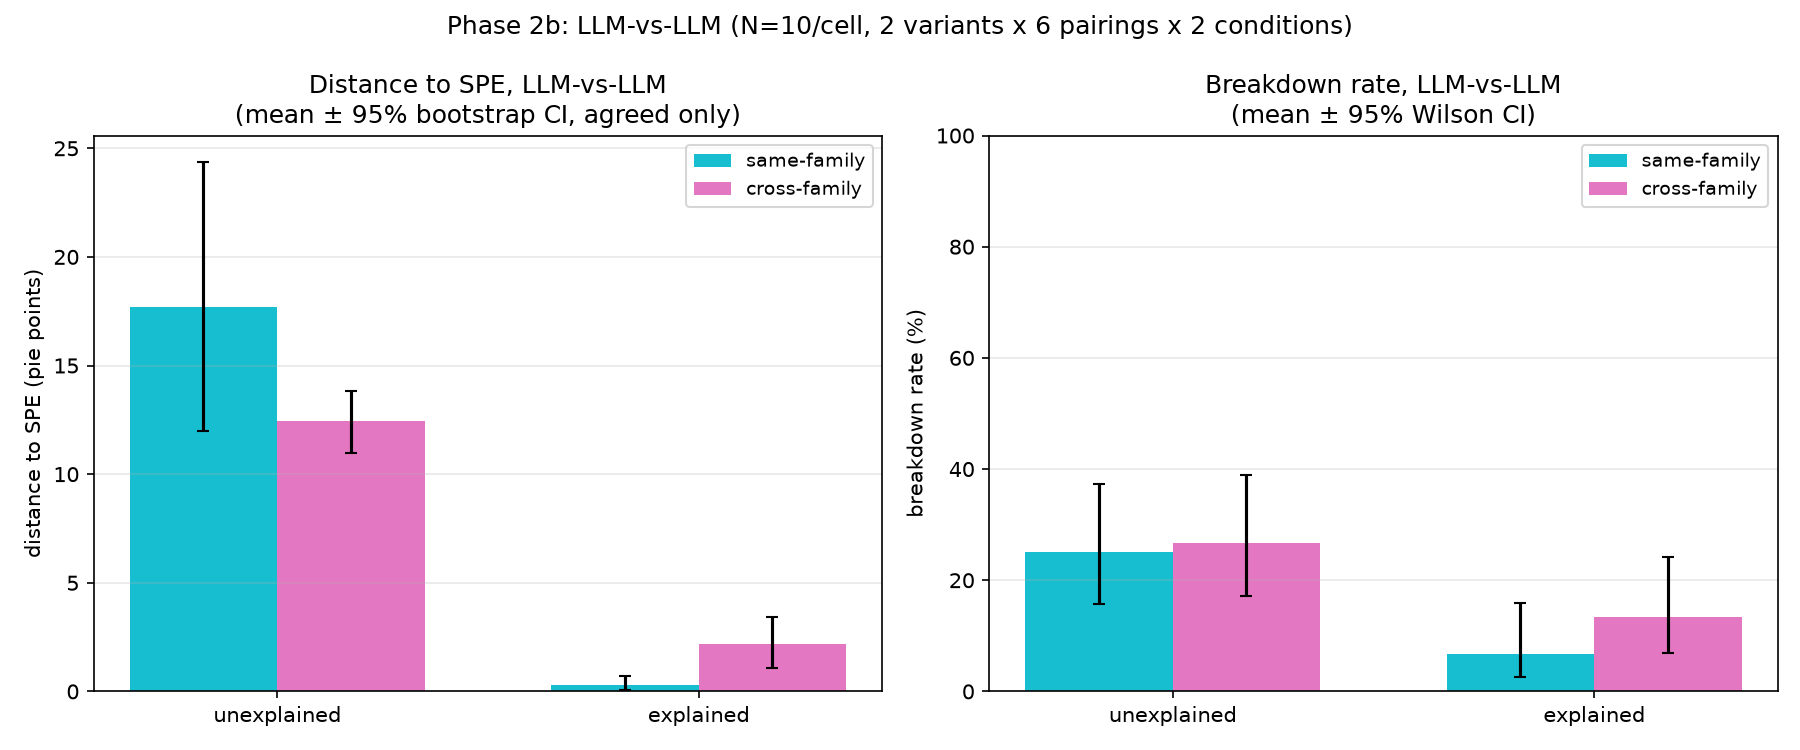 Phase 2b: LLM-vs-LLM (N=10/cell, 2 variants x 6 pairings x 2 conditions)
Distance to SPE, LLM-vs-LLM
(mean ± 95% bootstrap CI, agreed only)
distance to SPE (pie points)
25
20
15
10
5
0
same-family
cross-family
unexplained
explained
Breakdown rate, LLM-vs-LLM
(mean ± 95% Wilson CI)
breakdown rate (%)
100
80
60
40
20
0
same-family
cross-family
unexplained
explained